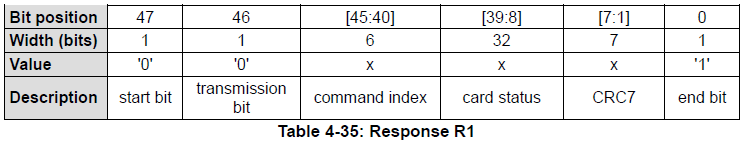 Bit position 47 46 [45:40] [39:8] [7:1] 0
Width (bits) 1 1 6 32 7 1
Value '0' '0' x x x '1'
Description start bit transmission bit command index card status CRC7 end bit
Table 4-35: Response R1